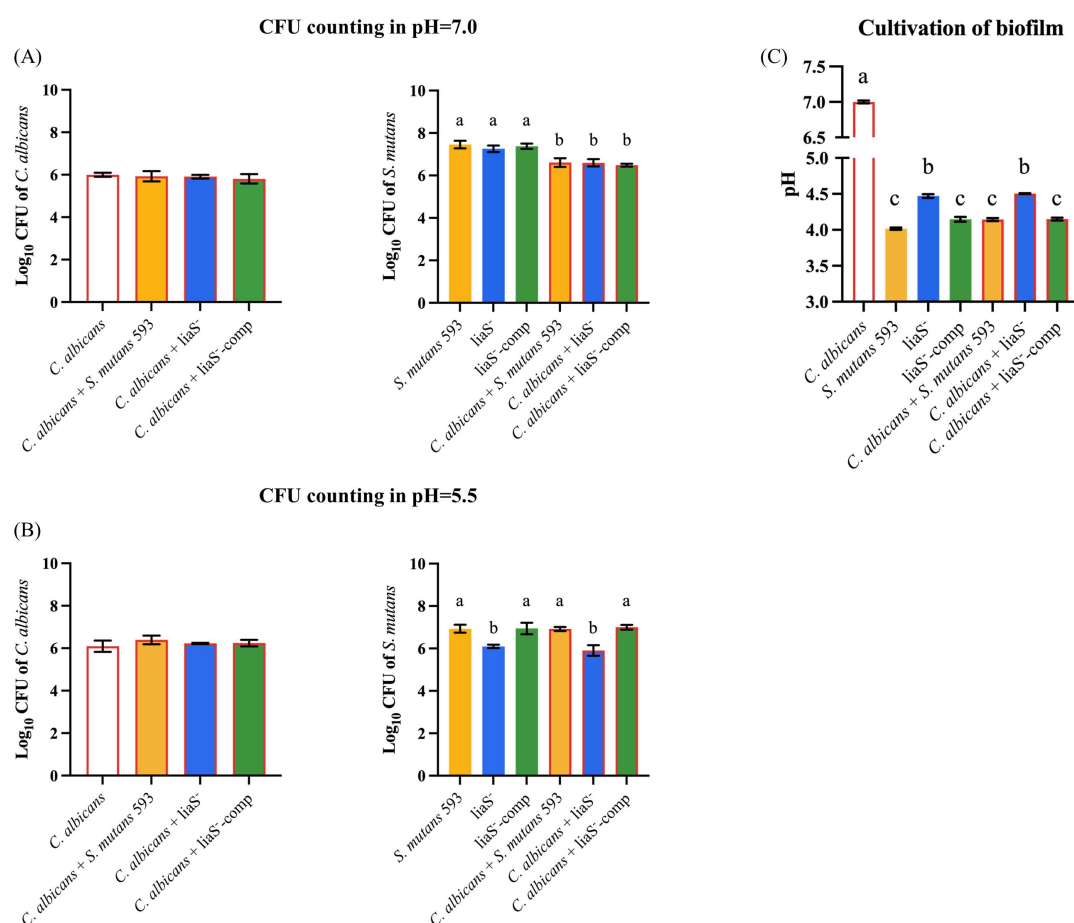 CFU counting in pH=7.0
(A)
Log10 CFU of C. albicans
10
8
6
4
2
0
C. albicans
C. albicans + S. mutans 593
C. albicans + liaS-
C. albicans + liaS--comp
Log10 CFU of S. mutans
10
8
6
4
2
0
a a a b b b
S. mutans 593
liaS-
liaS--comp
C. albicans + S. mutans 593
C. albicans + liaS-
C. albicans + liaS--comp
Cultivation of biofilm
(C)
pH
7.5
7.0
6.5
5.0
4.5
4.0
3.5
3.0
a c b c c b c
C. albicans
S. mutans 593
liaS-
liaS--comp
C. albicans + S. mutans 593
C. albicans + liaS-
C. albicans + liaS--comp
CFU counting in pH=5.5
(B)
Log10 CFU of C. albicans
10
8
6
4
2
0
C. albicans
C. albicans + S. mutans 593
C. albicans + liaS-
C. albicans + liaS--comp
Log10 CFU of S. mutans
10
8
6
4
2
0
a b a a b a
S. mutans 593
liaS-
liaS--comp
C. albicans + S. mutans 593
C. albicans + liaS-
C. albicans + liaS--comp